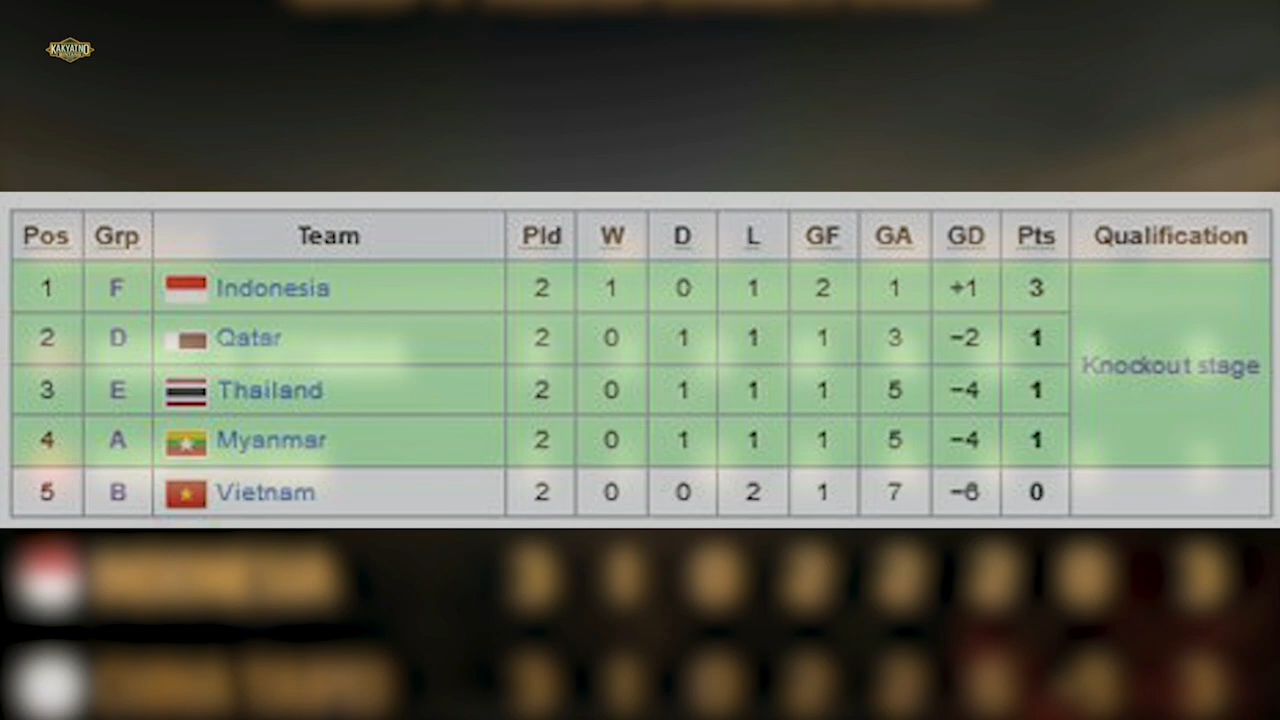 KAKYATNO
Pos Grp Team Pld W D L GF GA GD Pts Qualification
1 F Indonesia 2 1 0 1 2 1 +1 3
2 D Qatar 2 0 1 1 1 3 −2 1
Knockout stage
3 E Thailand 2 0 1 1 1 5 −4 1
4 A Myanmar 2 0 1 1 1 5 −4 1
5 B Vietnam 2 0 0 2 1 7 −6 0